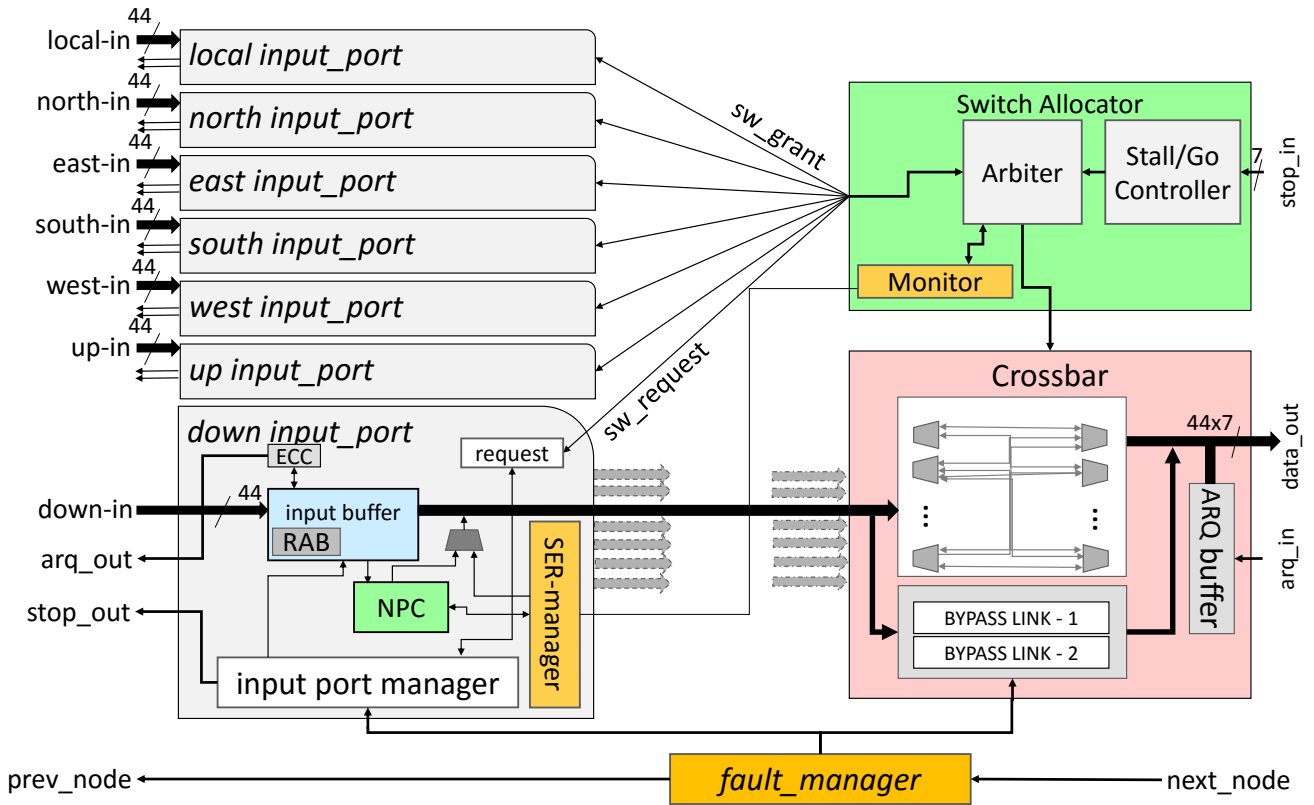 44
local-in
local input_port
44
north-in
north input_port
44
east-in
east input_port
44
south-in
south input_port
44
west-in
west input_port
44
up-in
up input_port
sw_grant
sw_request
Switch Allocator
Arbiter
Stall/Go
Controller
7
stop_in
Monitor
down input_port
ECC
request
down-in
44
input buffer
RAB
arq_out
NPC
SER-manager
stop_out
input port manager
Crossbar
44x7
data_out
...
...
ARQ buffer
arq_in
BYPASS LINK - 1
BYPASS LINK - 2
prev_node
fault_manager
next_node